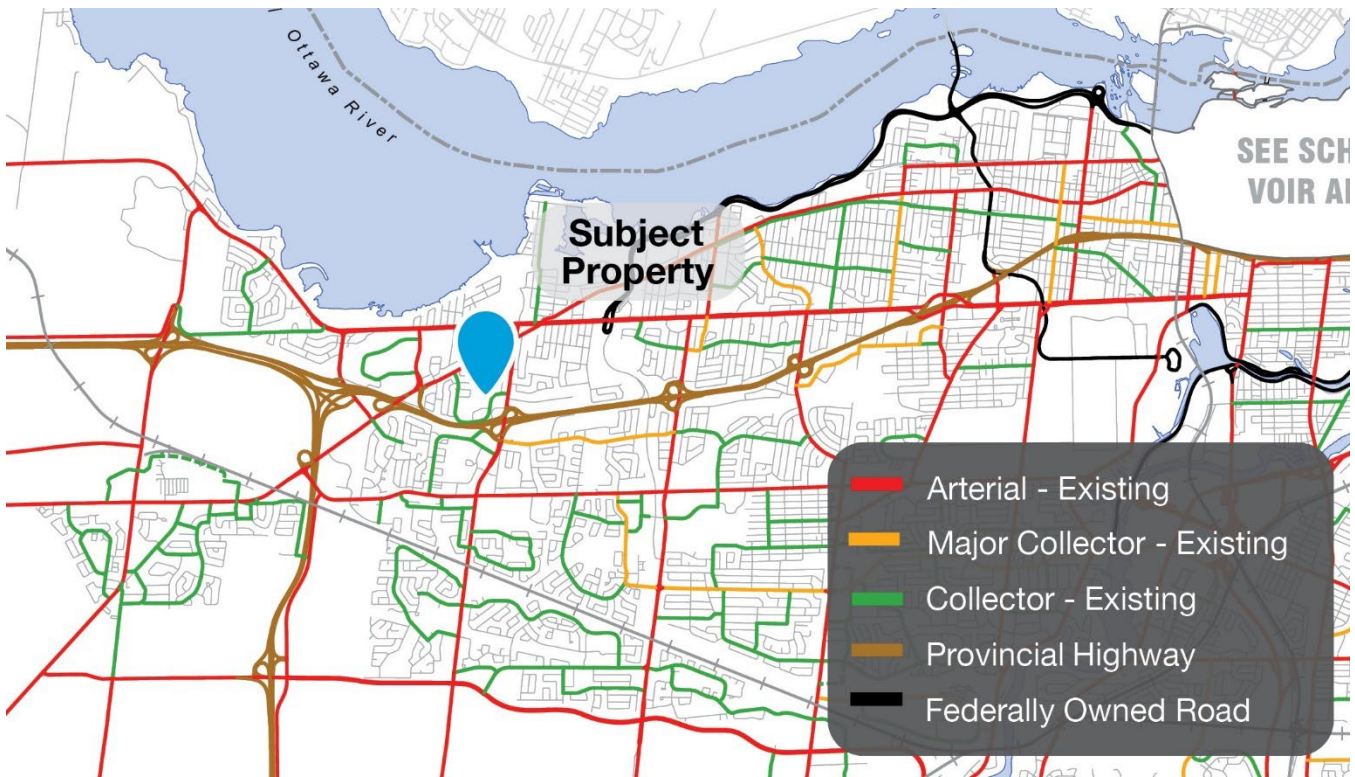 Ottawa River
SEE SCH
VOIR A
Subject
Property
Arterial - Existing
Major Collector - Existing
Collector - Existing
Provincial Highway
Federally Owned Road